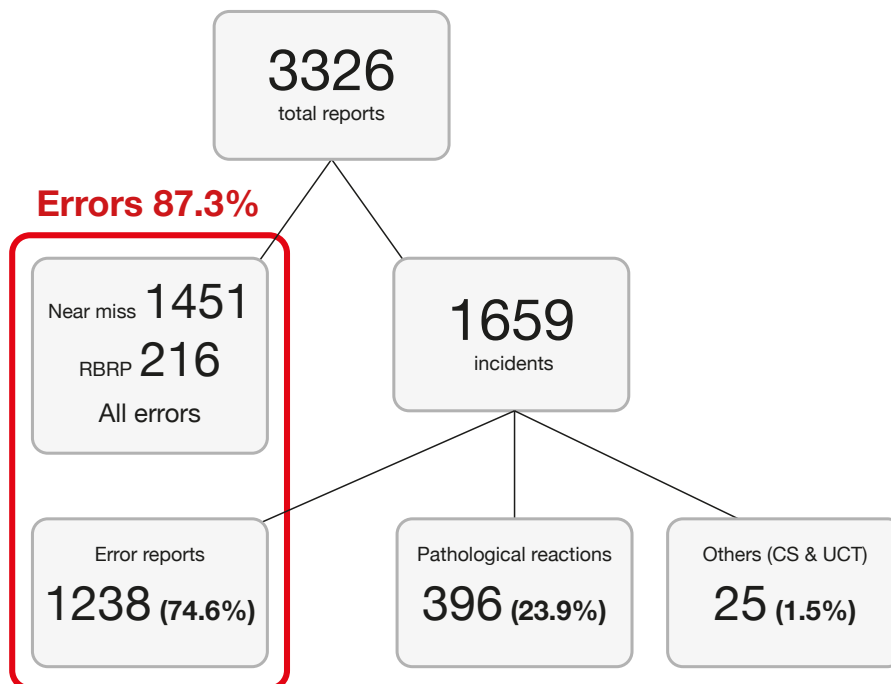 3326
total reports
Errors 87.3%
Near miss 1451
RBRP 216
All errors
1659
incidents
Error reports
1238 (74.6%)
Pathological reactions
396 (23.9%)
Others (CS & UCT)
25 (1.5%)